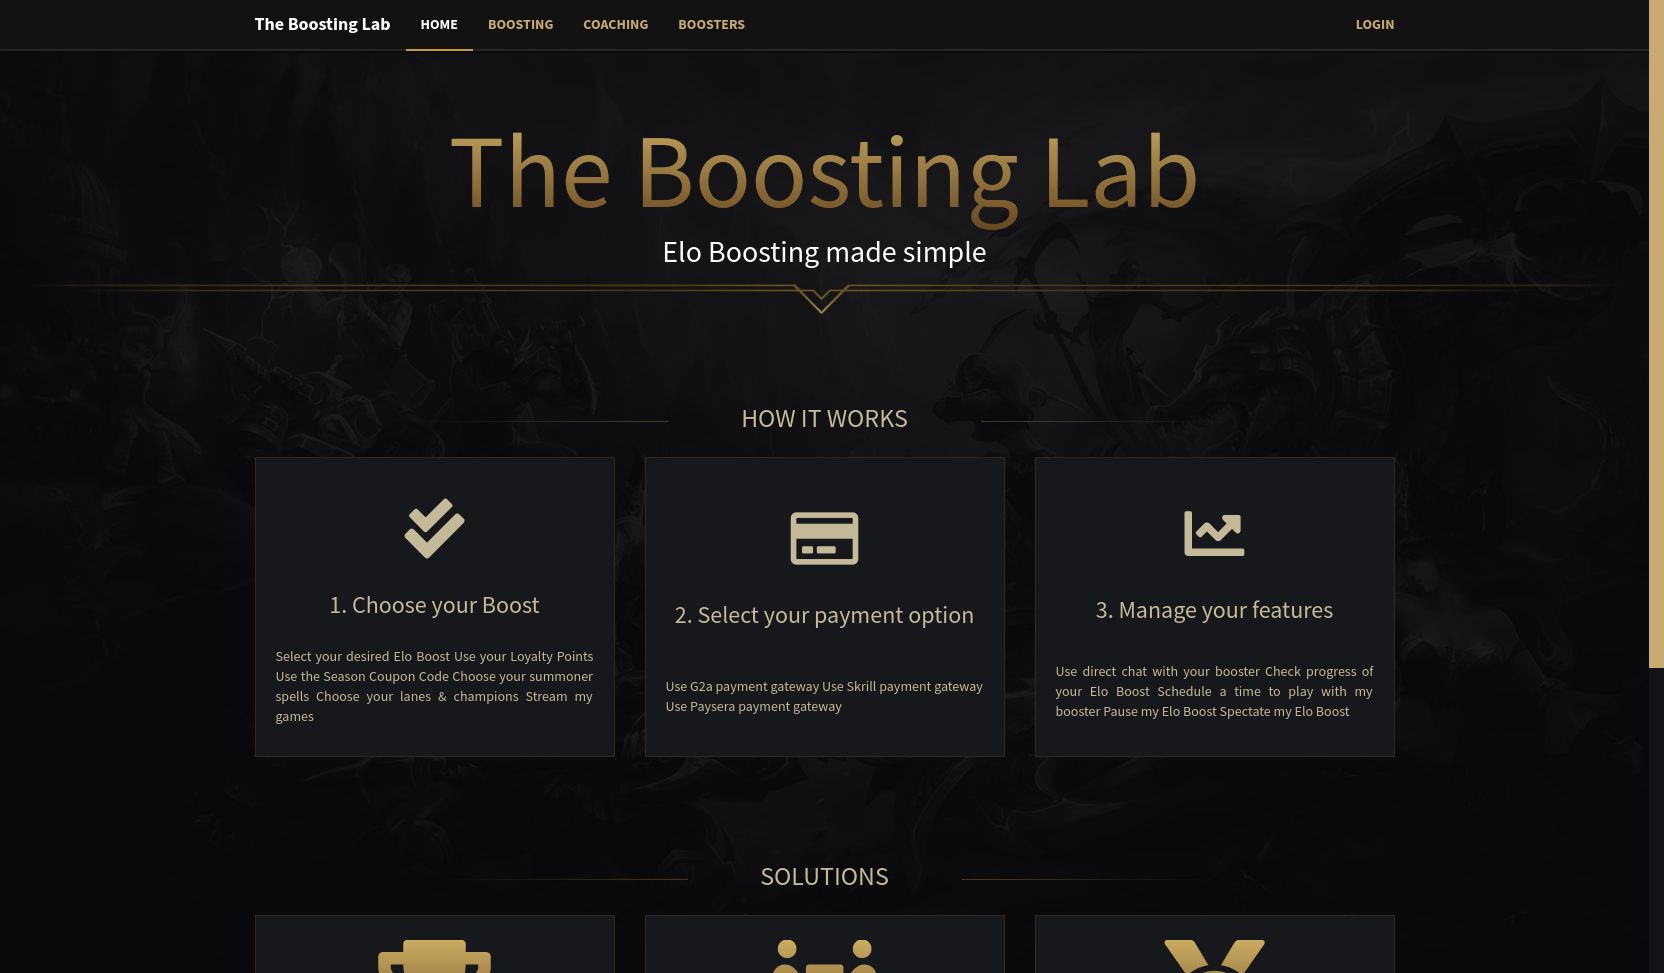 The Boosting Lab HOME BOOSTING COACHING BOOSTERS LOGIN
The Boosting Lab
Elo Boosting made simple
HOW IT WORKS
1. Choose your Boost
Select your desired Elo Boost Use your Loyalty Points
Use the Season Coupon Code Choose your summoner
spells Choose your lanes & champions Stream my
games
2. Select your payment option
Use G2a payment gateway Use Skrill payment gateway
Use Paysera payment gateway
3. Manage your features
Use direct chat with your booster Check progress of
your Elo Boost Schedule a time to play with my
booster Pause my Elo Boost Spectate my Elo Boost
SOLUTIONS